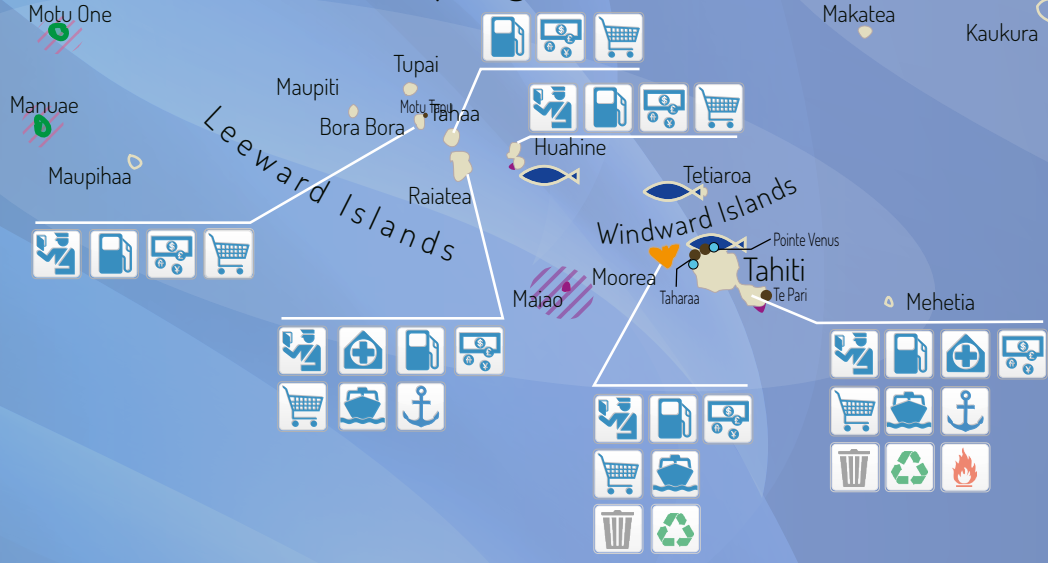 Motu One
Makatea
Kaukura
Tupai
Maupiti
Manuae
Motu Tapu
Tahaa
Bora Bora
Leeward Islands
Huahine
Maupihaa
Tetiaroa
Raiatea
Windward Islands
Pointe Venus
Moorea
Tahiti
Maiao
Taharaa
Te Pari
Mehetia